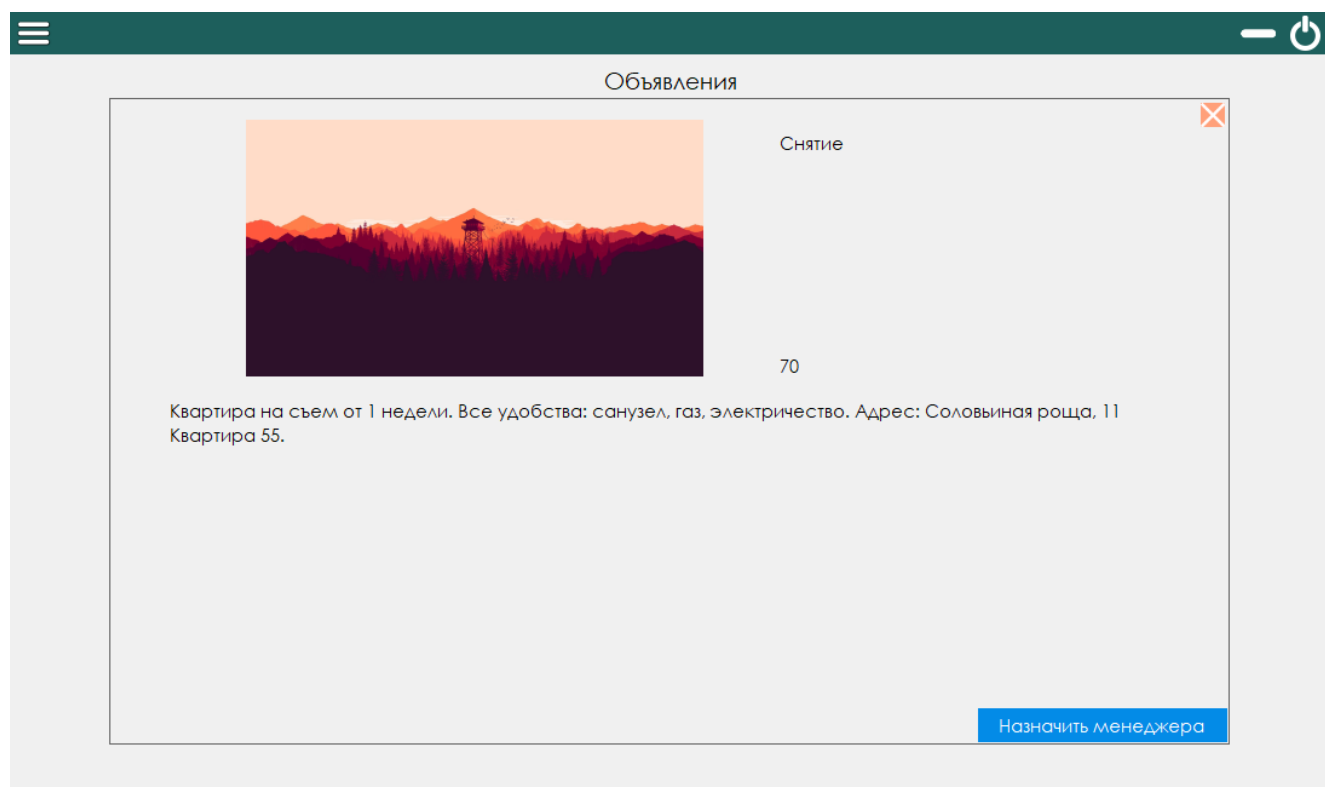 Объявления
Снятие
70
Квартира на съем от 1 недели. Все удобства: санузел, газ, электричество. Адрес: Соловьиная роща, 11
Квартира 55.
Назначить менеджера